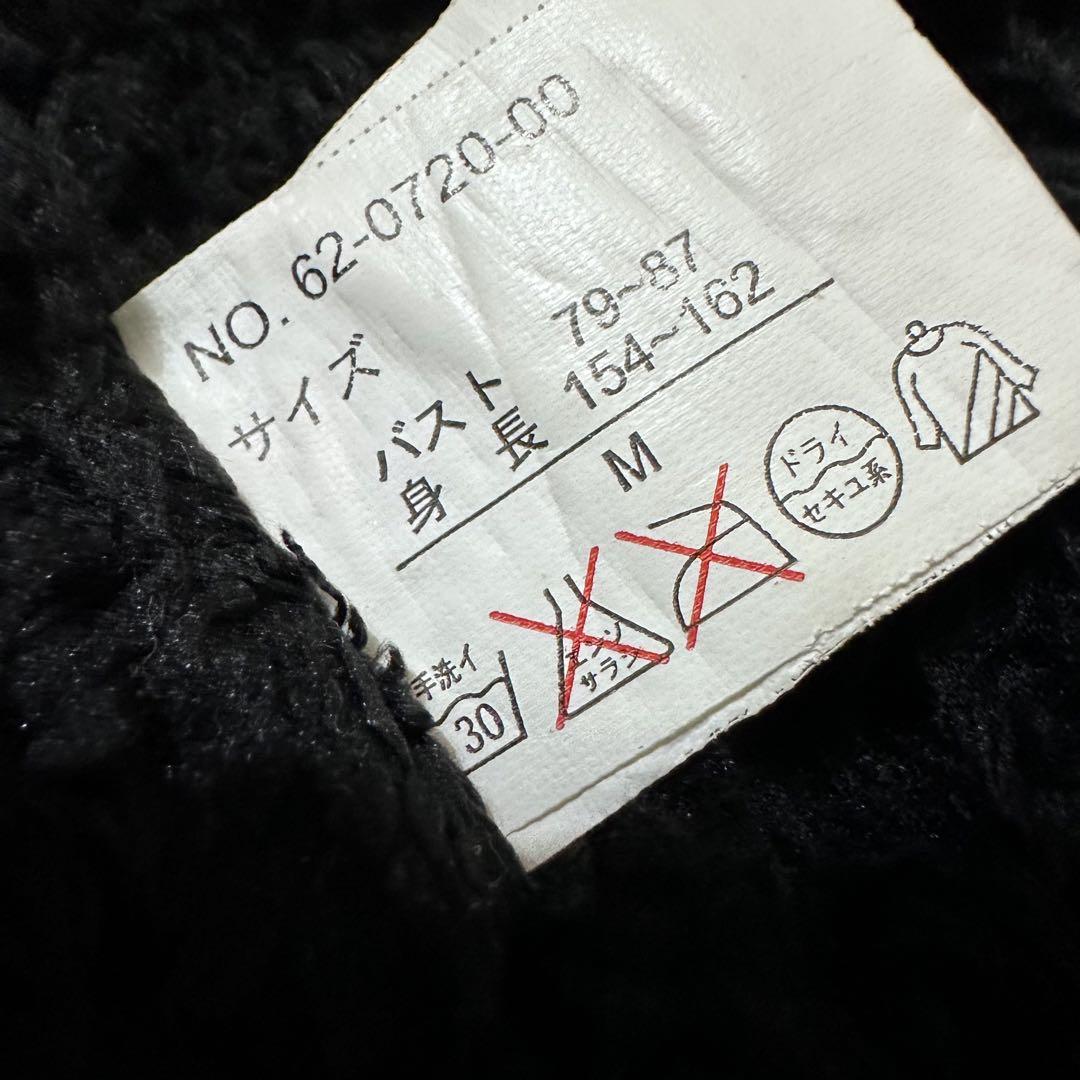 NO. 62-0720-00
サイズ
バスト 79~87
身長 154~162
M
手洗イ
30
エンソ
サラシ
ドライ
セキユ系